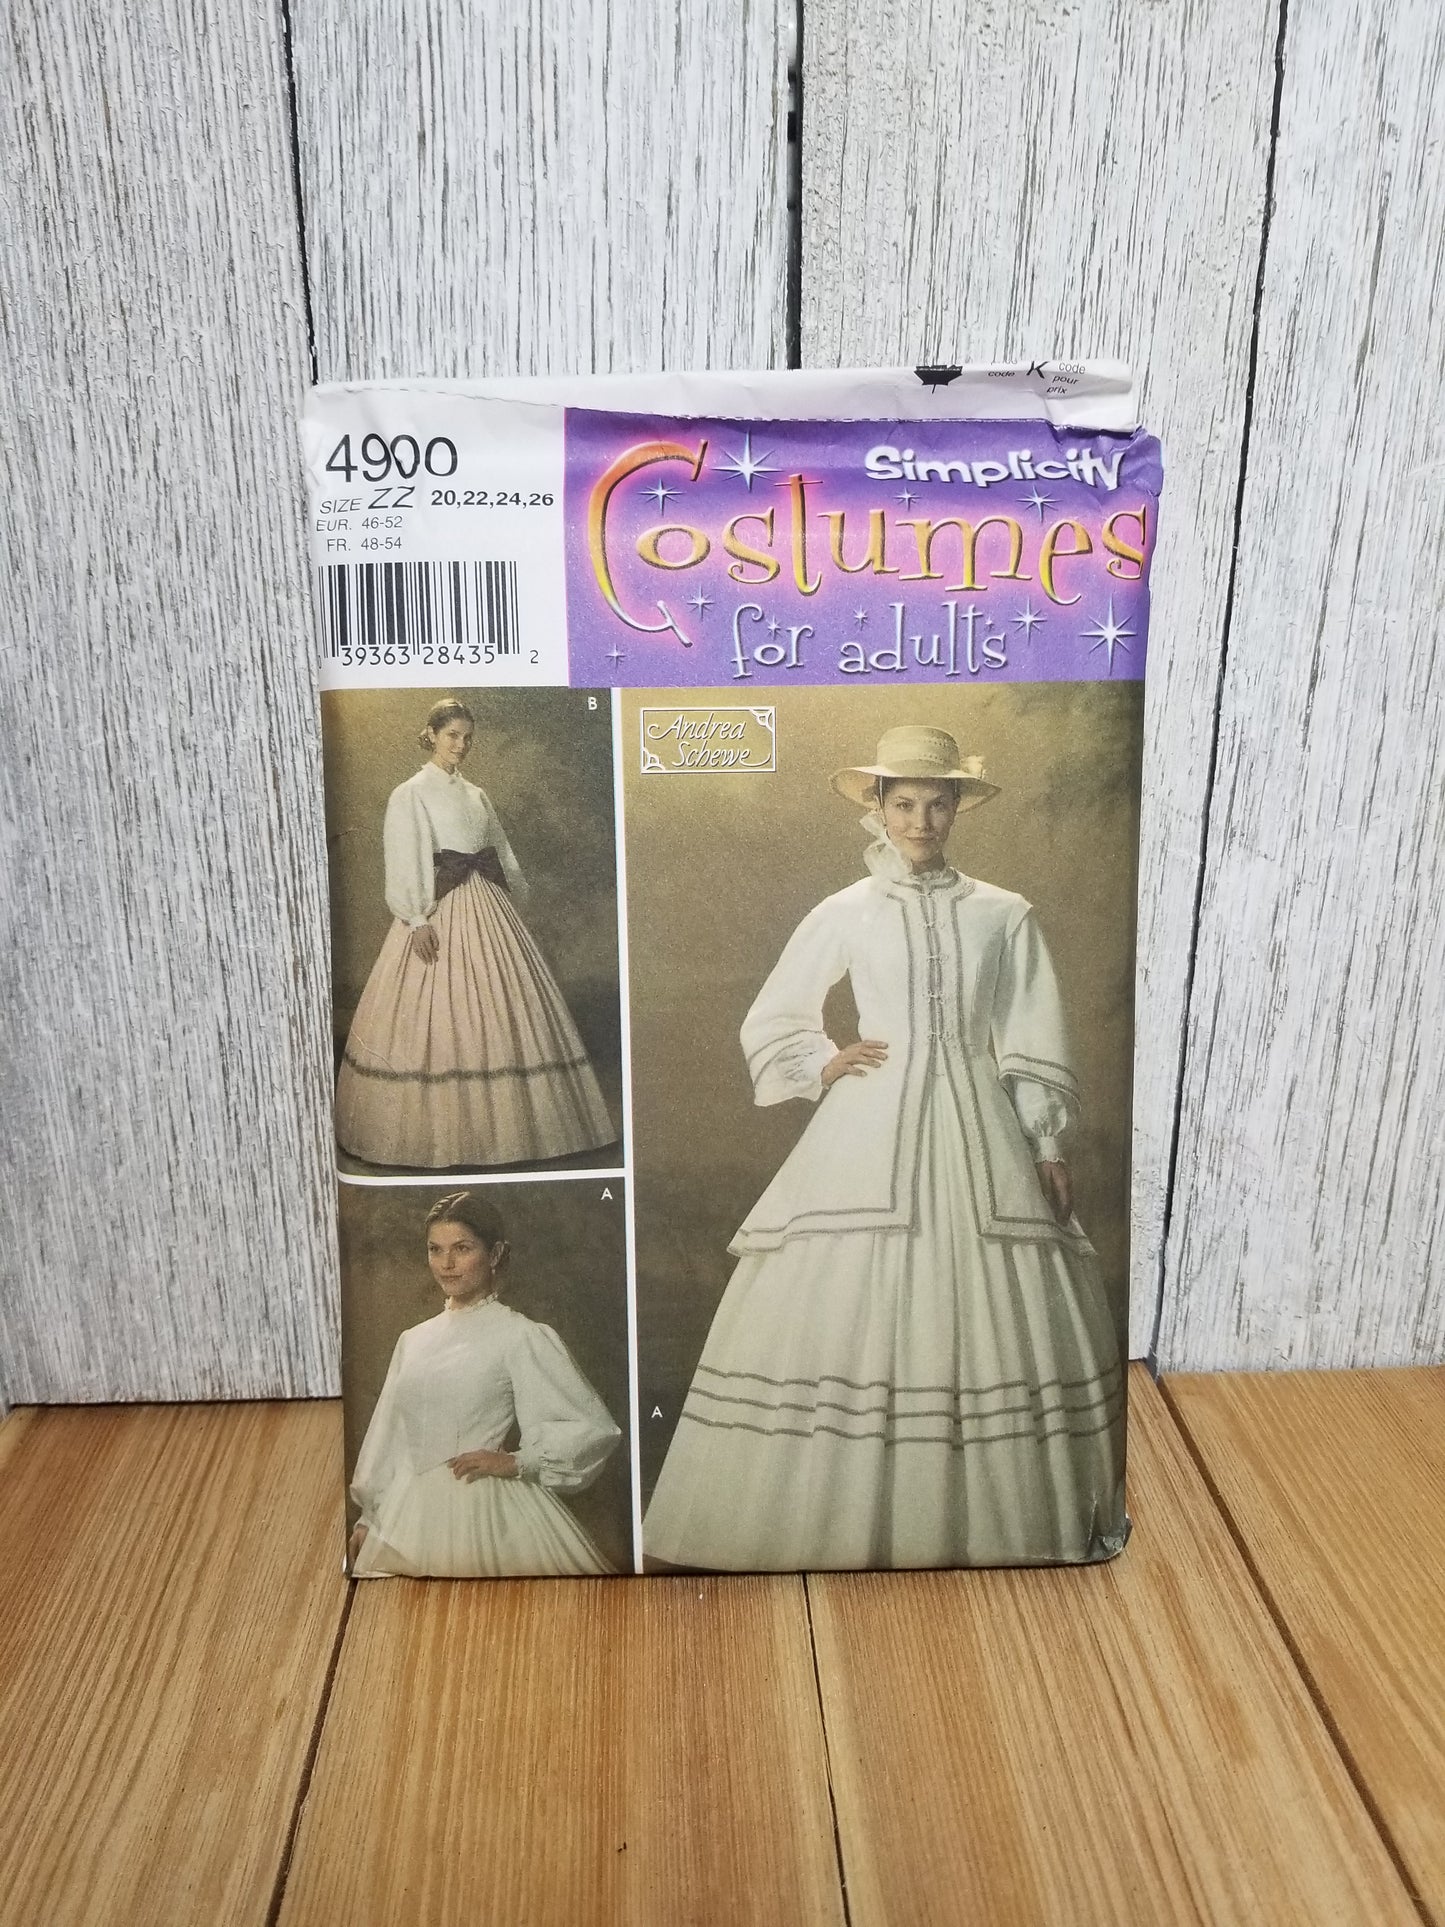 code K code
pour
prix
4900
SIZE ZZ 20,22,24,26
EUR. 46-52
FR. 48-54
39363 28435 2
Simplicity
Costumes
for adults
B
Andrea
Schewe
A
A